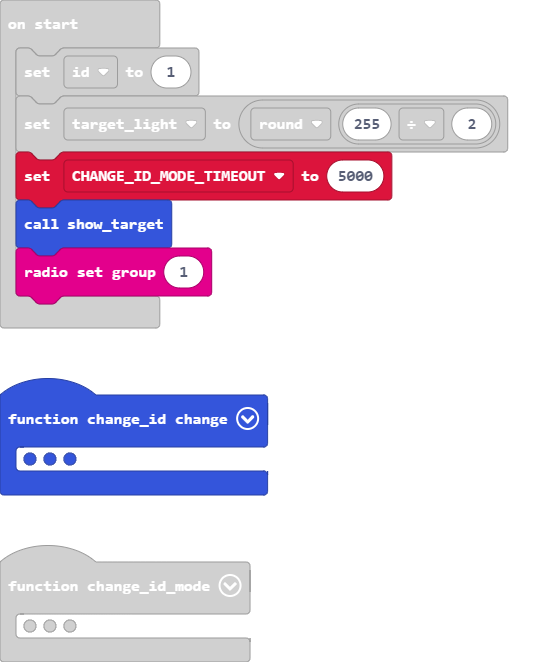 on start
set id to 1
set target_light to round 255 ÷ 2
set CHANGE_ID_MODE_TIMEOUT to 5000
call show_target
radio set group 1
function change_id change
function change_id_mode